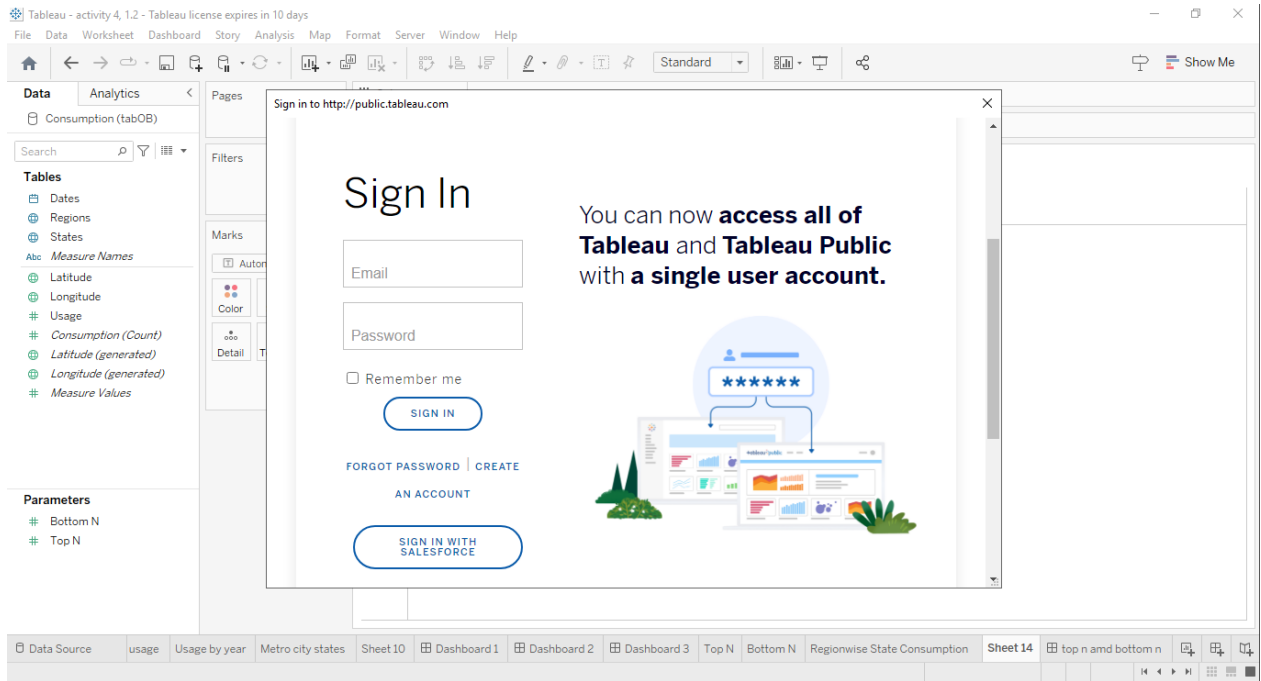 Tableau - activity 4, 1.2 - Tableau license expires in 10 days
File Data Worksheet Dashboard Story Analysis Map Format Server Window Help
Standard
Show Me
Data Analytics
Pages
Consumption (tabOB)
Search
Filters
Tables
Dates
Regions
States
Abc Measure Names
Latitude
Longitude
Usage
Consumption (Count)
Latitude (generated)
Longitude (generated)
Measure Values
Marks
Color
Detail
Parameters
Bottom N
Top N
Sign in to http://public.tableau.com
Sign In
Email
Password
Remember me
SIGN IN
FORGOT PASSWORD | CREATE
AN ACCOUNT
SIGN IN WITH
SALESFORCE
You can now access all of
Tableau and Tableau Public
with a single user account.
******
Data Source usage Usage by year Metro city states Sheet 10 Dashboard 1 Dashboard 2 Dashboard 3 Top N Bottom N Regionwise State Consumption Sheet 14 top n amd bottom n